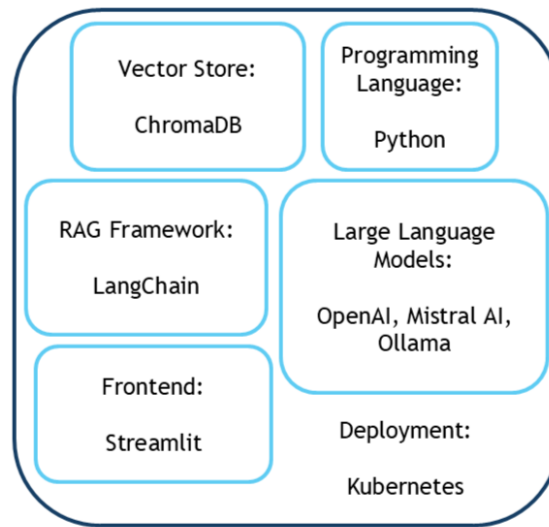 Vector Store:
ChromaDB
Programming
Language:
Python
RAG Framework:
LangChain
Large Language
Models:
OpenAI, Mistral AI,
Ollama
Frontend:
Streamlit
Deployment:
Kubernetes